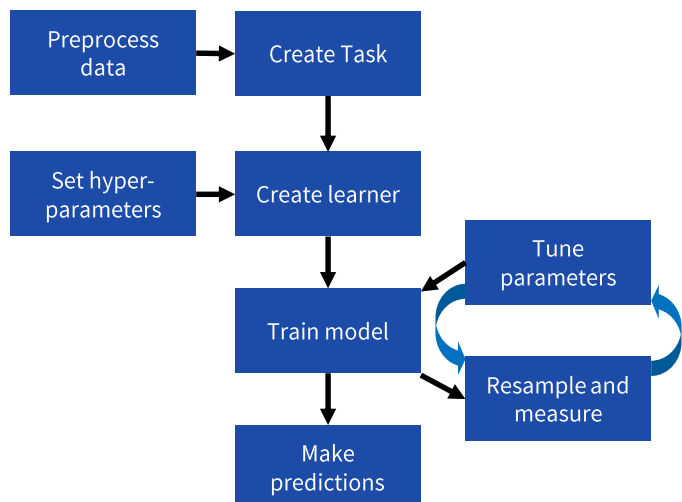 Preprocess
data
Create Task
Set hyper-
parameters
Create learner
Tune
parameters
Train model
Resample and
measure
Make
predictions